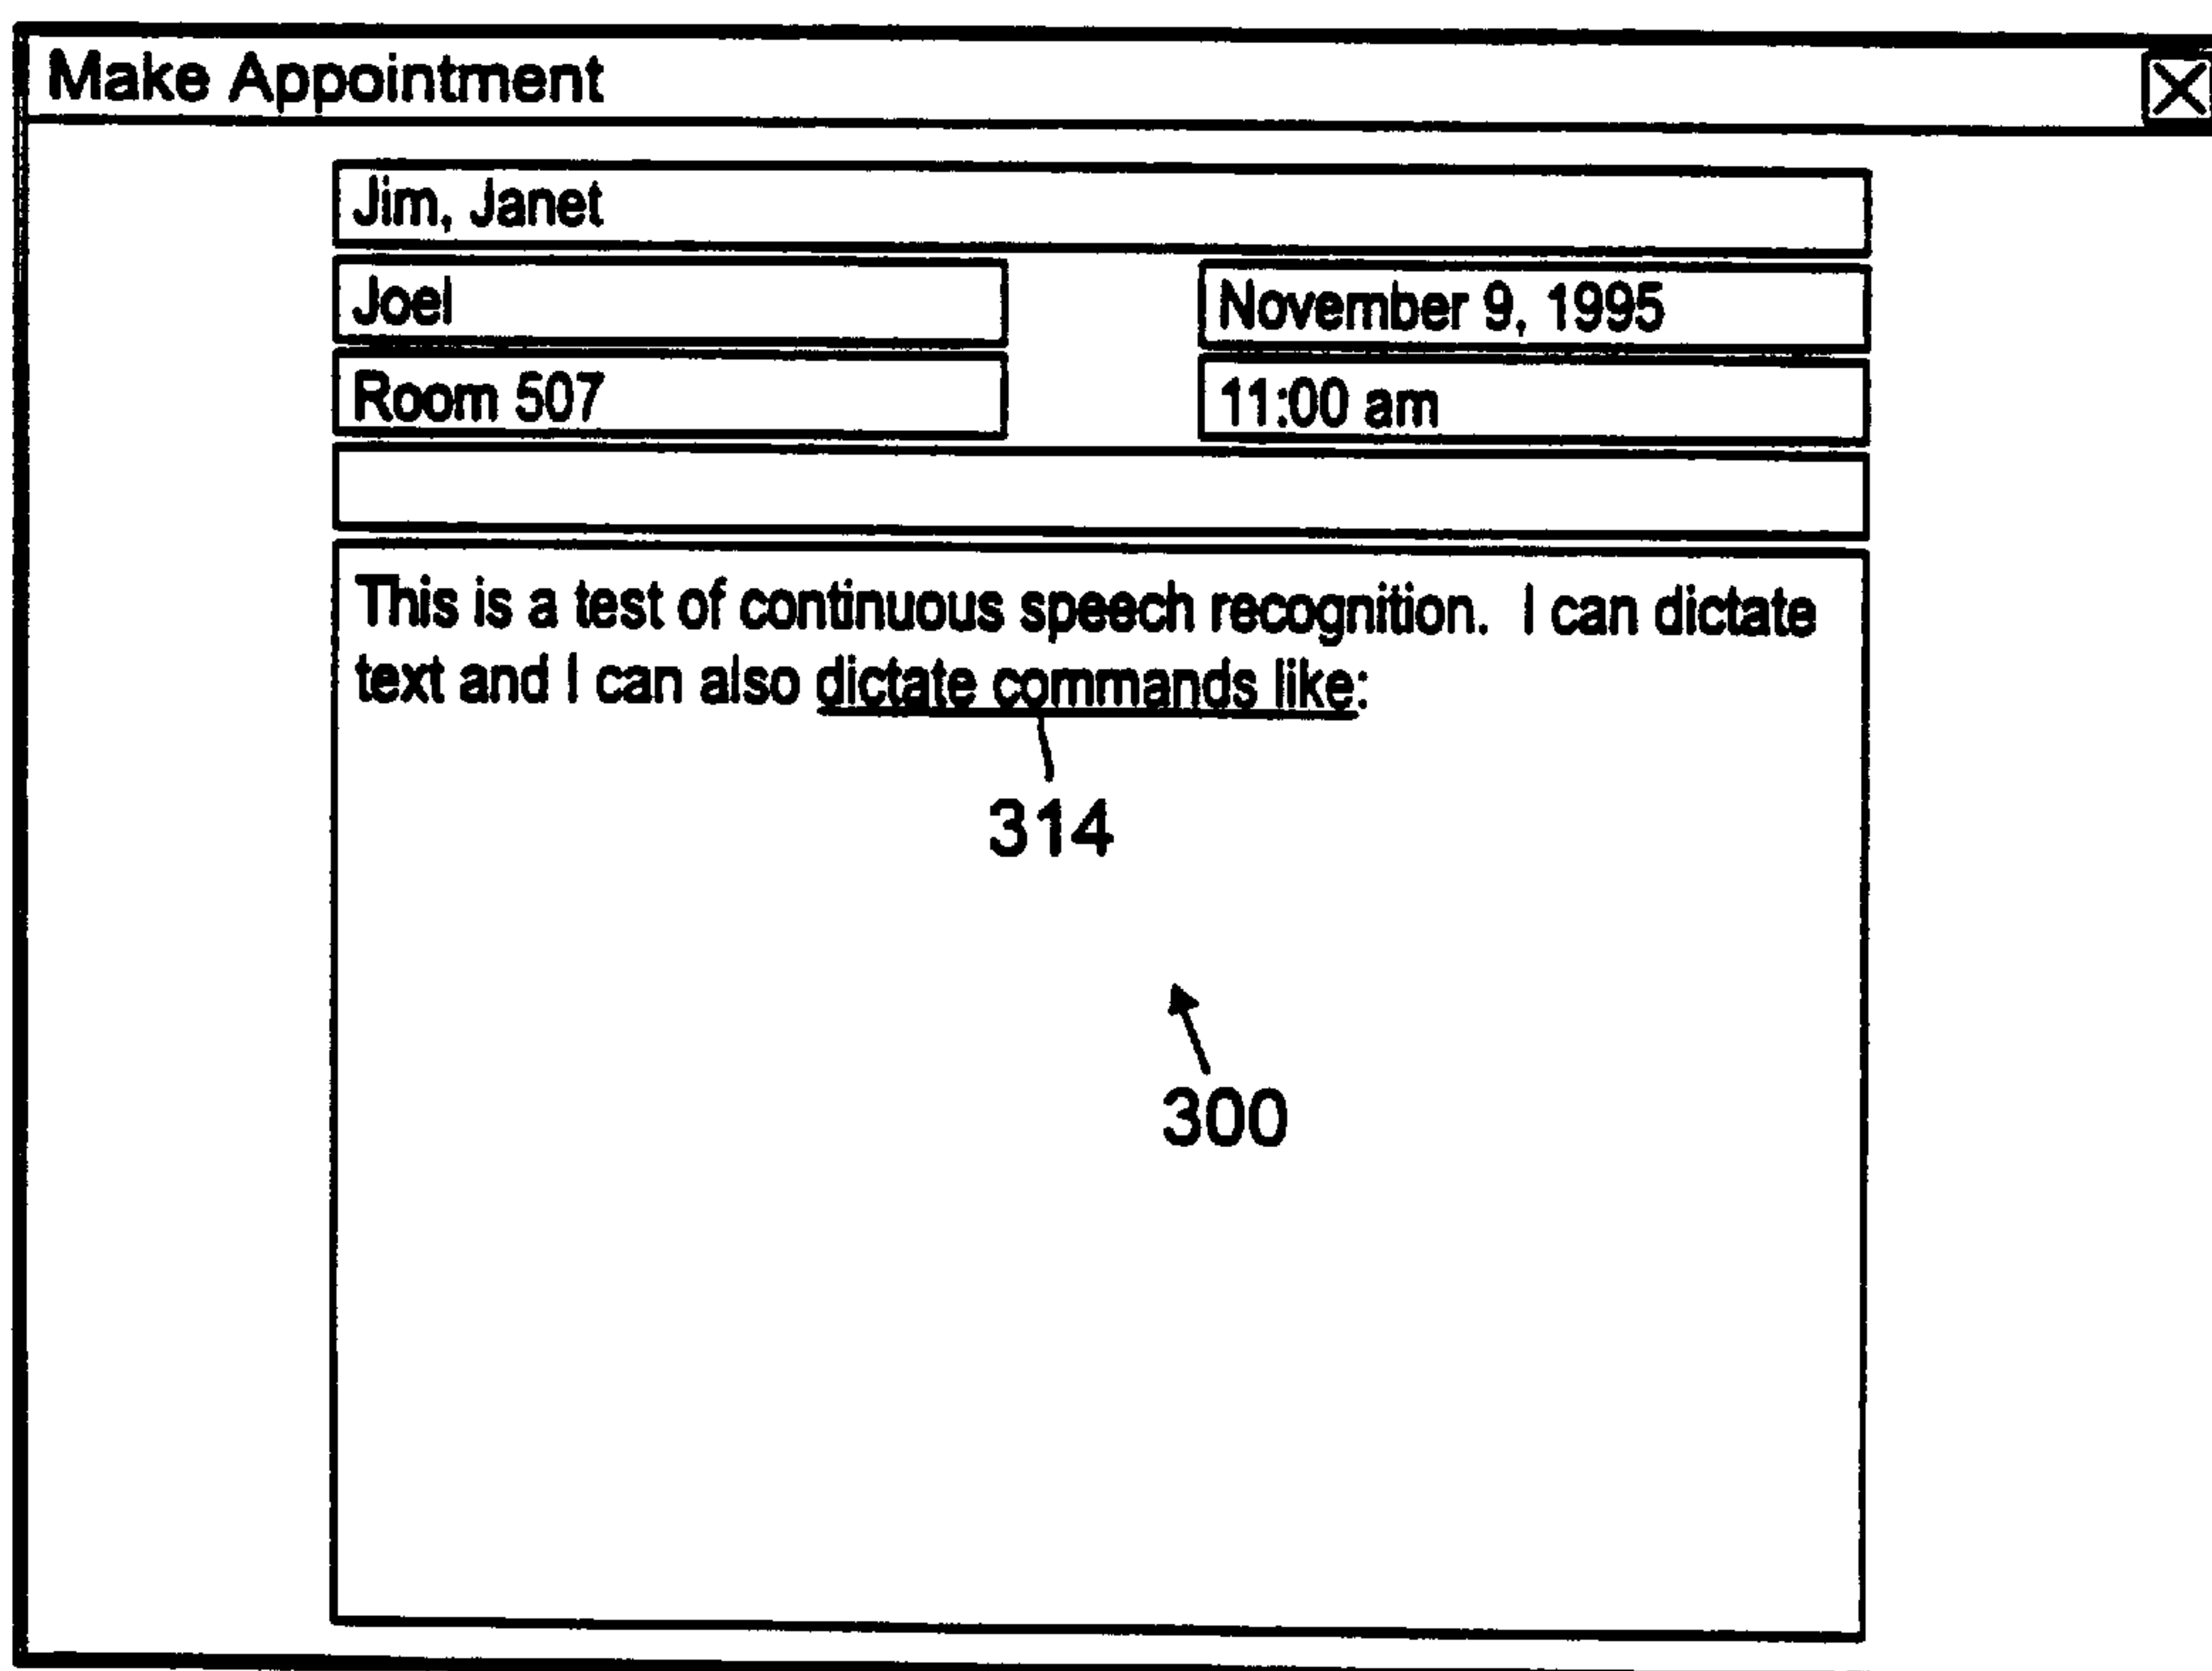 Make Appointment
Jim, Janet
Joel
November 9, 1995
Room 507
11:00 am
This is a test of continuous speech recognition.  I can dictate
text and I can also dictate commands like:
314
300